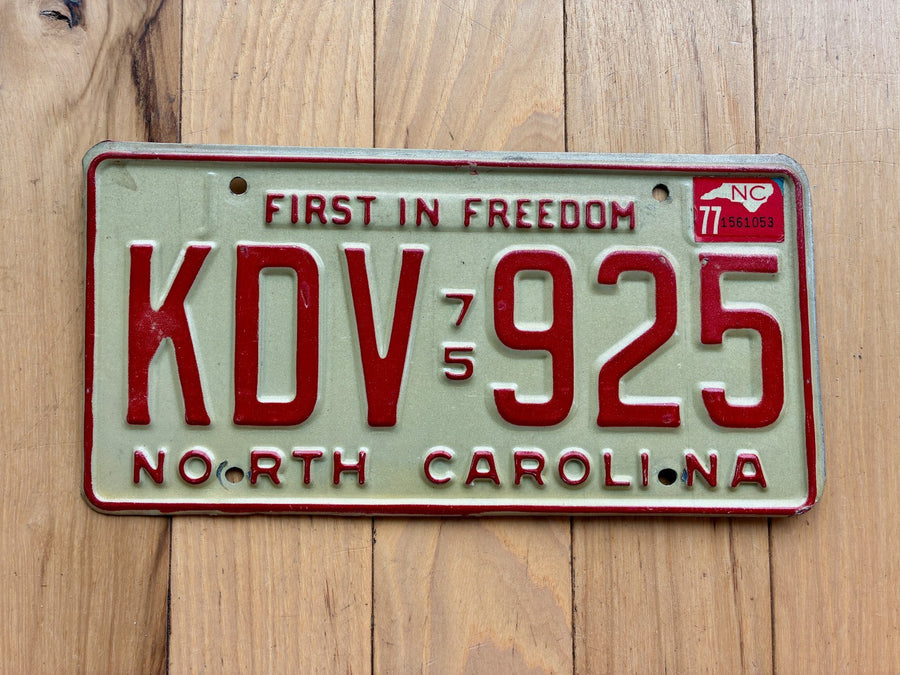 FIRST IN FREEDOM
NC
77 1561053
KDV 75 925
NORTH CAROLINA